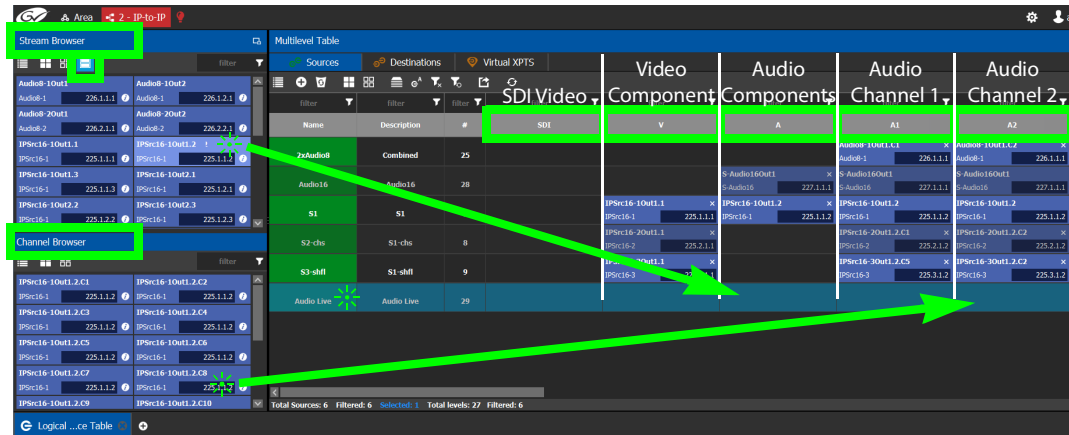 GV Area 2 - IP-to-IP
Stream Browser
filter
Audio8-1Out1 Audio8-1Out2
Audio8-1 226.1.1.1 Audio8-1 226.1.2.1
Audio8-2Out1 Audio8-2Out2
Audio8-2 226.2.1.1 Audio8-2 226.2.2.1
IPSrc16-1Out1.1 IPSrc16-1Out1.2 !
IPSrc16-1 225.1.1.1 IPSrc16-1 225.1.1.2
IPSrc16-1Out1.3 IPSrc16-1Out2.1
IPSrc16-1 225.1.1.3 IPSrc16-1 225.1.2.1
IPSrc16-1Out2.2 IPSrc16-1Out2.3
IPSrc16-1 225.1.2.2 IPSrc16-1 225.1.2.3
Channel Browser
filter
IPSrc16-1Out1.2.C1 IPSrc16-1Out1.2.C2
IPSrc16-1 225.1.1.2 IPSrc16-1 225.1.1.2
IPSrc16-1Out1.2.C3 IPSrc16-1Out1.2.C4
IPSrc16-1 225.1.1.2 IPSrc16-1 225.1.1.2
IPSrc16-1Out1.2.C5 IPSrc16-1Out1.2.C6
IPSrc16-1 225.1.1.2 IPSrc16-1 225.1.1.2
IPSrc16-1Out1.2.C7 IPSrc16-1Out1.2.C8
IPSrc16-1 225.1.1.2 IPSrc16-1 225.1.1.2
IPSrc16-1Out1.2.C9 IPSrc16-1Out1.2.C10
Multilevel Table
Sources Destinations Virtual XPTS
SDI Video
Video
Component
Audio
Components
Audio
Channel 1
Audio
Channel 2
filter filter filter
Name Description # SDI V A A1 A2
2xAudio8 Combined 25
Audio8-1Out1.C1 x Audio8-1Out1.C2 x
Audio8-1 226.1.1.1 Audio8-1 226.1.1.1
Audio16 Audio16 28
S-Audio16Out1 x S-Audio16Out1 x S-Audio16Out1 x
S-Audio16 227.1.1.1 S-Audio16 227.1.1.1 S-Audio16 227.1.1.1
S1 S1
IPSrc16-1Out1.1 x IPSrc16-1Out1.2 x IPSrc16-1Out1.2 x IPSrc16-1Out1.2 x
IPSrc16-1 225.1.1.1 IPSrc16-1 225.1.1.2 IPSrc16-1 225.1.1.2 IPSrc16-1 225.1.1.2
S2-chs S1-chs 8
IPSrc16-2Out1.1 x IPSrc16-2Out1.2.C1 x IPSrc16-2Out1.2.C2 x
IPSrc16-2 225.2.1.1 IPSrc16-2 225.2.1.2 IPSrc16-2 225.2.1.2
S3-shfl S1-shfl 9
IPSrc16-3Out1.1 x IPSrc16-3Out1.2.C5 x IPSrc16-3Out1.2.C2 x
IPSrc16-3 IPSrc16-3 225.3.1.2 IPSrc16-3 225.3.1.2
Audio Live Audio Live 29
Total Sources: 6 Filtered: 6 Selected: 1 Total levels: 27 Filtered: 6
Logical ...ce Table